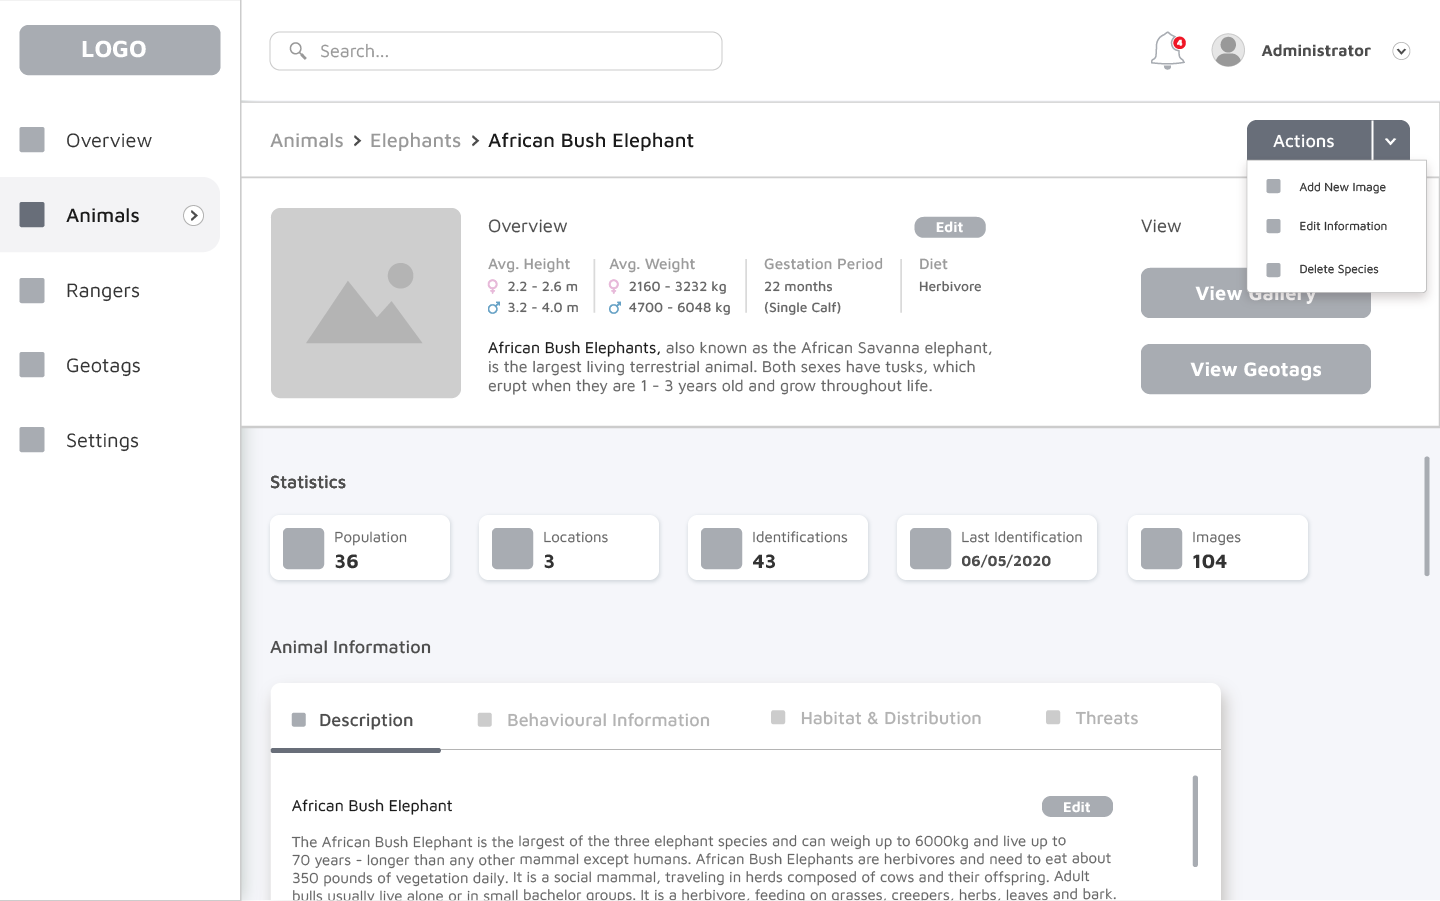 LOGO
Search...
4
Administrator
Overview
Animals
Rangers
Geotags
Settings
Animals > Elephants > African Bush Elephant
Actions
Add New Image
Edit Information
Delete Species
Overview
Edit
View
Avg. Height
2.2 - 2.6 m
3.2 - 4.0 m
Avg. Weight
2160 - 3232 kg
4700 - 6048 kg
Gestation Period
22 months
(Single Calf)
Diet
Herbivore
View Gallery
View Geotags
African Bush Elephants, also known as the African Savanna elephant,
is the largest living terrestrial animal. Both sexes have tusks, which
erupt when they are 1 - 3 years old and grow throughout life.
Statistics
Population
36
Locations
3
Identifications
43
Last Identification
06/05/2020
Images
104
Animal Information
Description
Behavioural Information
Habitat & Distribution
Threats
African Bush Elephant
Edit
The African Bush Elephant is the largest of the three elephant species and can weigh up to 6000kg and live up to
70 years - longer than any other mammal except humans. African Bush Elephants are herbivores and need to eat about
350 pounds of vegetation daily. It is a social mammal, traveling in herds composed of cows and their offspring. Adult
bulls usually live alone or in small bachelor groups. It is a herbivore, feeding on grasses, creepers, herbs, leaves and bark.